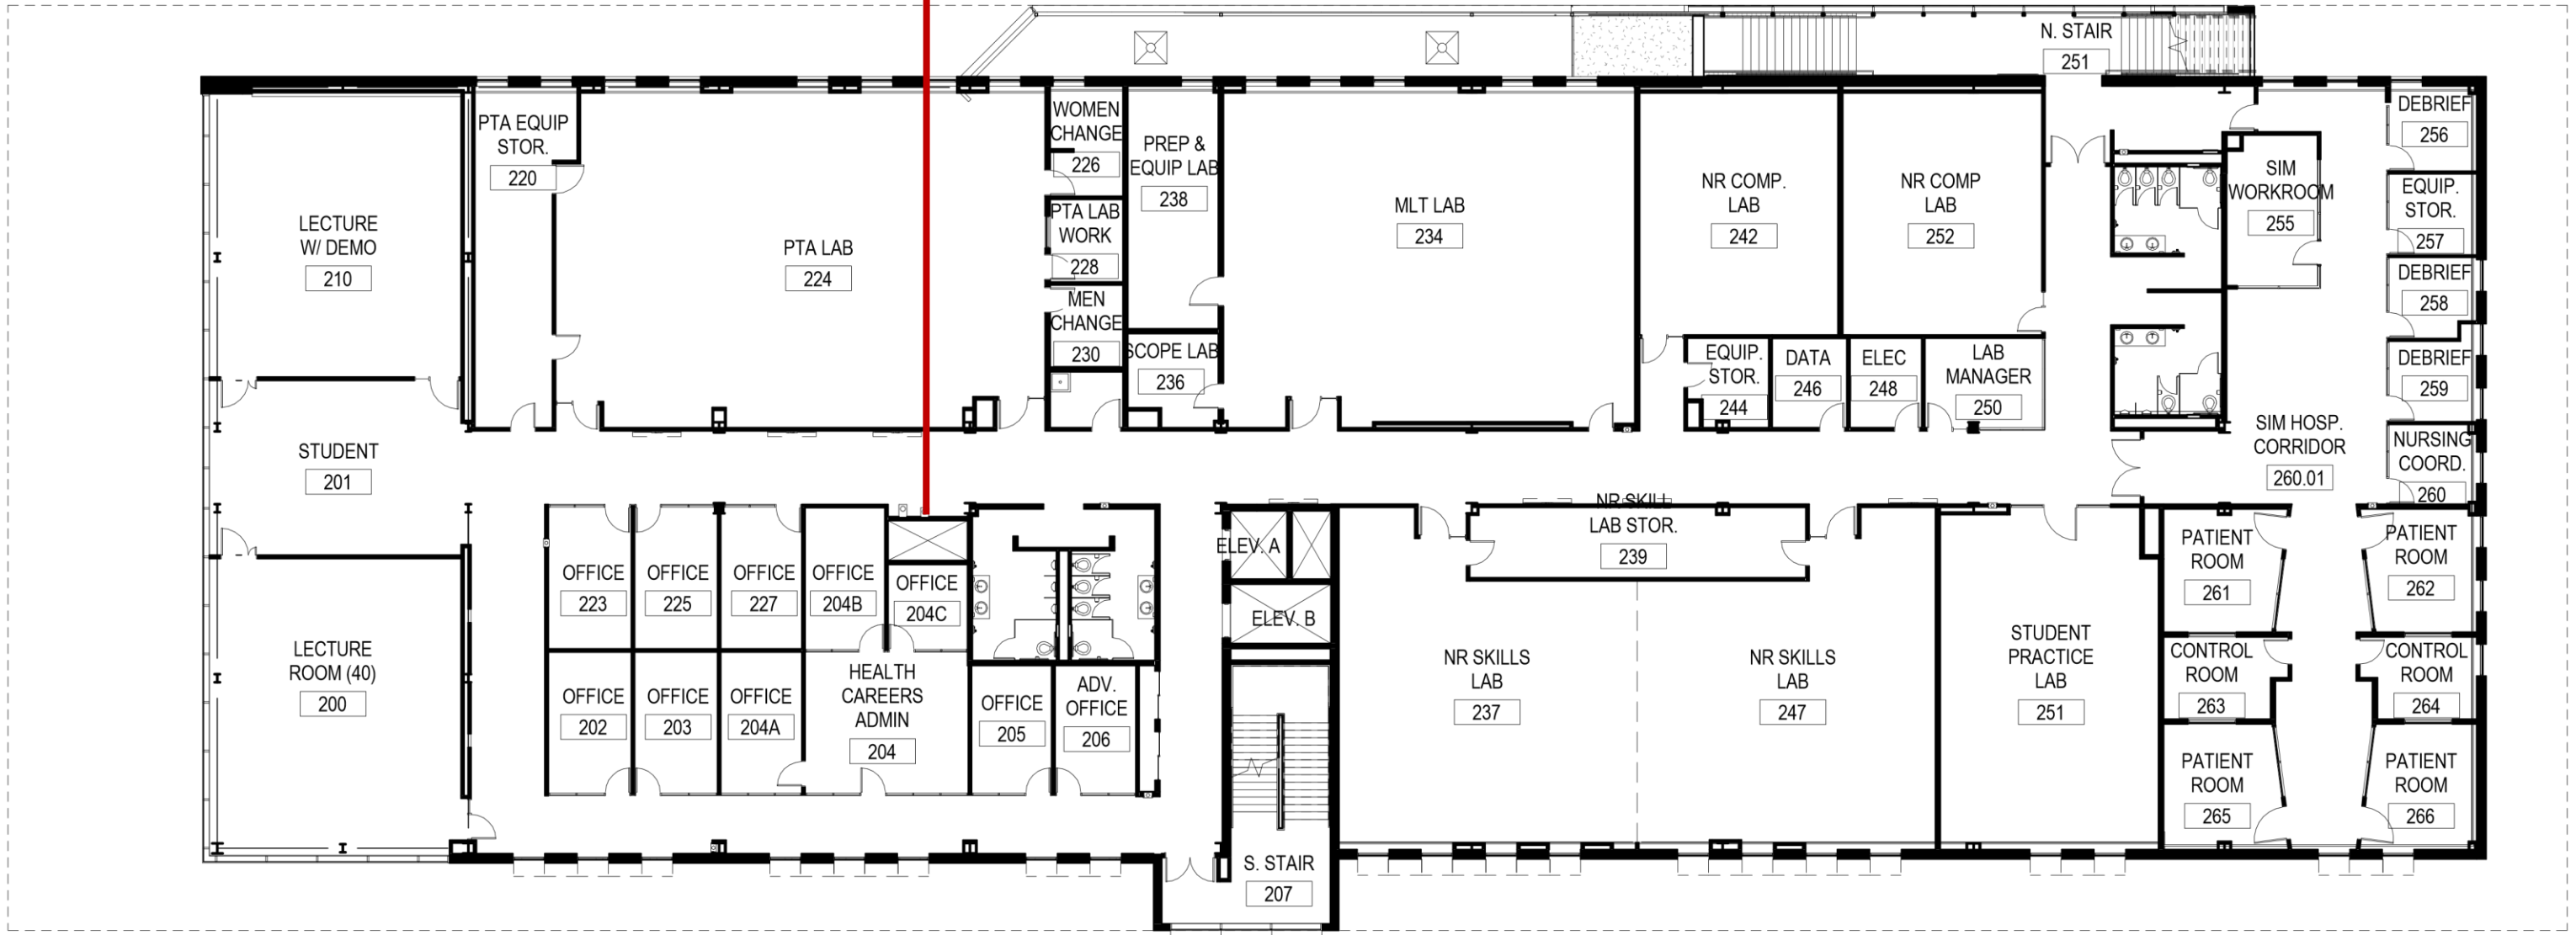 N. STAIR
251
LECTURE
W/ DEMO
210
PTA EQUIP
STOR.
220
PTA LAB
224
WOMEN
CHANGE
226
PTA LAB
WORK
228
MEN
CHANGE
230
PREP &
EQUIP LAB
238
SCOPE LAB
236
MLT LAB
234
NR COMP.
LAB
242
NR COMP
LAB
252
EQUIP.
STOR.
244
DATA
246
ELEC
248
LAB
MANAGER
250
SIM
WORKROOM
255
DEBRIEF
256
EQUIP.
STOR.
257
DEBRIEF
258
DEBRIEF
259
NURSING
COORD.
260
SIM HOSP.
CORRIDOR
260.01
STUDENT
201
LECTURE
ROOM (40)
200
OFFICE
223
OFFICE
225
OFFICE
227
OFFICE
204B
OFFICE
204C
OFFICE
202
OFFICE
203
OFFICE
204A
HEALTH
CAREERS
ADMIN
204
OFFICE
205
ADV.
OFFICE
206
ELEV. A
ELEV. B
S. STAIR
207
NR SKILL
LAB STOR.
239
NR SKILLS
LAB
237
NR SKILLS
LAB
247
STUDENT
PRACTICE
LAB
251
PATIENT
ROOM
261
PATIENT
ROOM
262
CONTROL
ROOM
263
CONTROL
ROOM
264
PATIENT
ROOM
265
PATIENT
ROOM
266